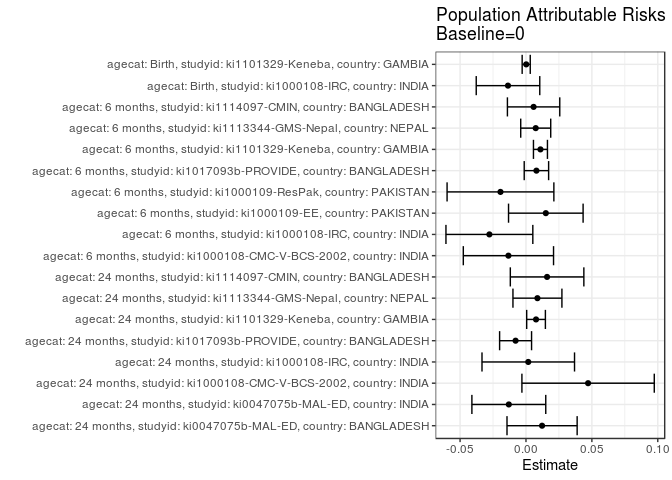 Population Attributable Risks
Baseline=0
agecat: Birth, studyid: ki1101329-Keneba, country: GAMBIA
agecat: Birth, studyid: ki1000108-IRC, country: INDIA
agecat: 6 months, studyid: ki1114097-CMIN, country: BANGLADESH
agecat: 6 months, studyid: ki1113344-GMS-Nepal, country: NEPAL
agecat: 6 months, studyid: ki1101329-Keneba, country: GAMBIA
agecat: 6 months, studyid: ki1017093b-PROVIDE, country: BANGLADESH
agecat: 6 months, studyid: ki1000109-ResPak, country: PAKISTAN
agecat: 6 months, studyid: ki1000109-EE, country: PAKISTAN
agecat: 6 months, studyid: ki1000108-IRC, country: INDIA
agecat: 6 months, studyid: ki1000108-CMC-V-BCS-2002, country: INDIA
agecat: 24 months, studyid: ki1114097-CMIN, country: BANGLADESH
agecat: 24 months, studyid: ki1113344-GMS-Nepal, country: NEPAL
agecat: 24 months, studyid: ki1101329-Keneba, country: GAMBIA
agecat: 24 months, studyid: ki1017093b-PROVIDE, country: BANGLADESH
agecat: 24 months, studyid: ki1000108-IRC, country: INDIA
agecat: 24 months, studyid: ki1000108-CMC-V-BCS-2002, country: INDIA
agecat: 24 months, studyid: ki0047075b-MAL-ED, country: INDIA
agecat: 24 months, studyid: ki0047075b-MAL-ED, country: BANGLADESH
-0.05 0.00 0.05 0.10
Estimate